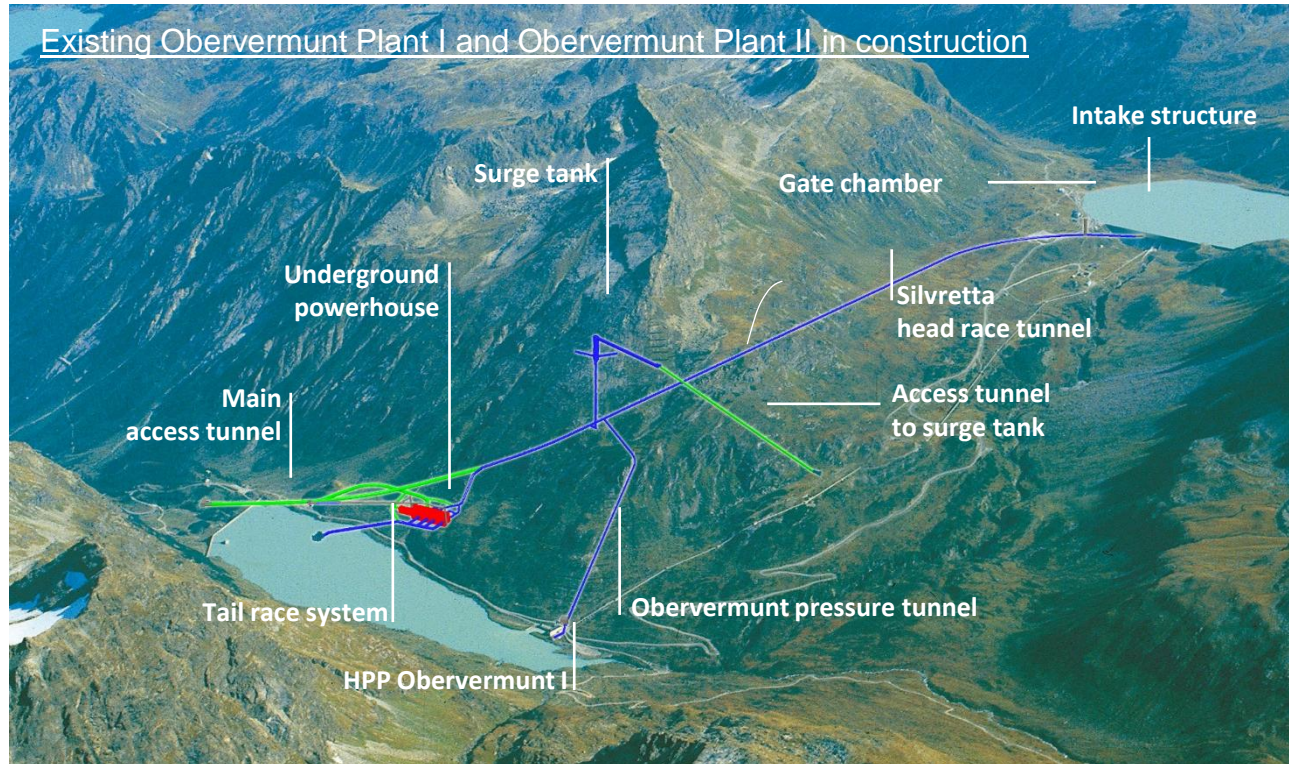 Existing Obervermunt Plant I and Obervermunt Plant II in construction
Intake structure
Surge tank
Gate chamber
Underground
powerhouse
Silvretta
head race tunnel
Main
access tunnel
Access tunnel
to surge tank
Tail race system
Obervermunt pressure tunnel
HPP Obervermunt I